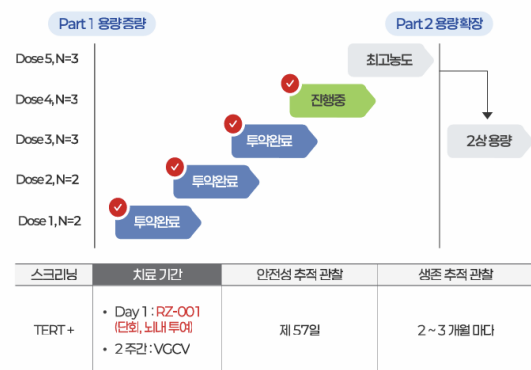 Part 1 용량 증량
Part 2 용량 확장
Dose 5, N=3
최고농도
Dose 4, N=3
진행중
Dose 3, N=3
투약완료
2상 용량
Dose 2, N=2
투약완료
Dose 1, N=2
투약완료
스크리닝
치료 기간
안전성 추적 관찰
생존 추적 관찰
TERT +
• Day 1 : RZ-001
(단회, 뇌내 투여)
• 2 주간 : VGCV
제 57일
2 ~ 3 개월 마다